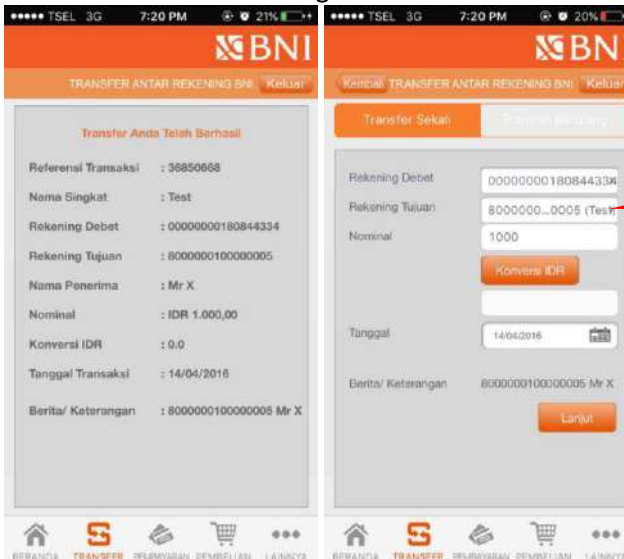 TSEL 3G 7:20 PM 21%
BNI
TRANSFER ANTAR REKENING BNI Keluar
Transfer Anda Telah Berhasil
Referensi Transaksi : 36850668
Nama Singkat : Test
Rekening Debet : 00000000180844334
Rekening Tujuan : 8000000100000005
Nama Penerima : Mr X
Nominal : IDR 1.000,00
Konversi IDR : 0.0
Tanggal Transaksi : 14/04/2016
Berita/ Keterangan : 8000000100000005 Mr X
BERANDA TRANSFER PEMBAYARAN PEMBELIAN LAINNYA
TSEL 3G 7:20 PM 20%
BNI
Kembali TRANSFER ANTAR REKENING BNI Keluar
Transfer Sekali
Rekening Debet 0000000018084433
Rekening Tujuan 8000000...0005 (Test)
Nominal 1000
Konversi IDR
Tanggal 14/04/2016
Berita/ Keterangan 8000000100000005 Mr X
Lanjut
BERANDA TRANSFER PEMBAYARAN PEMBELIAN LAINNYA